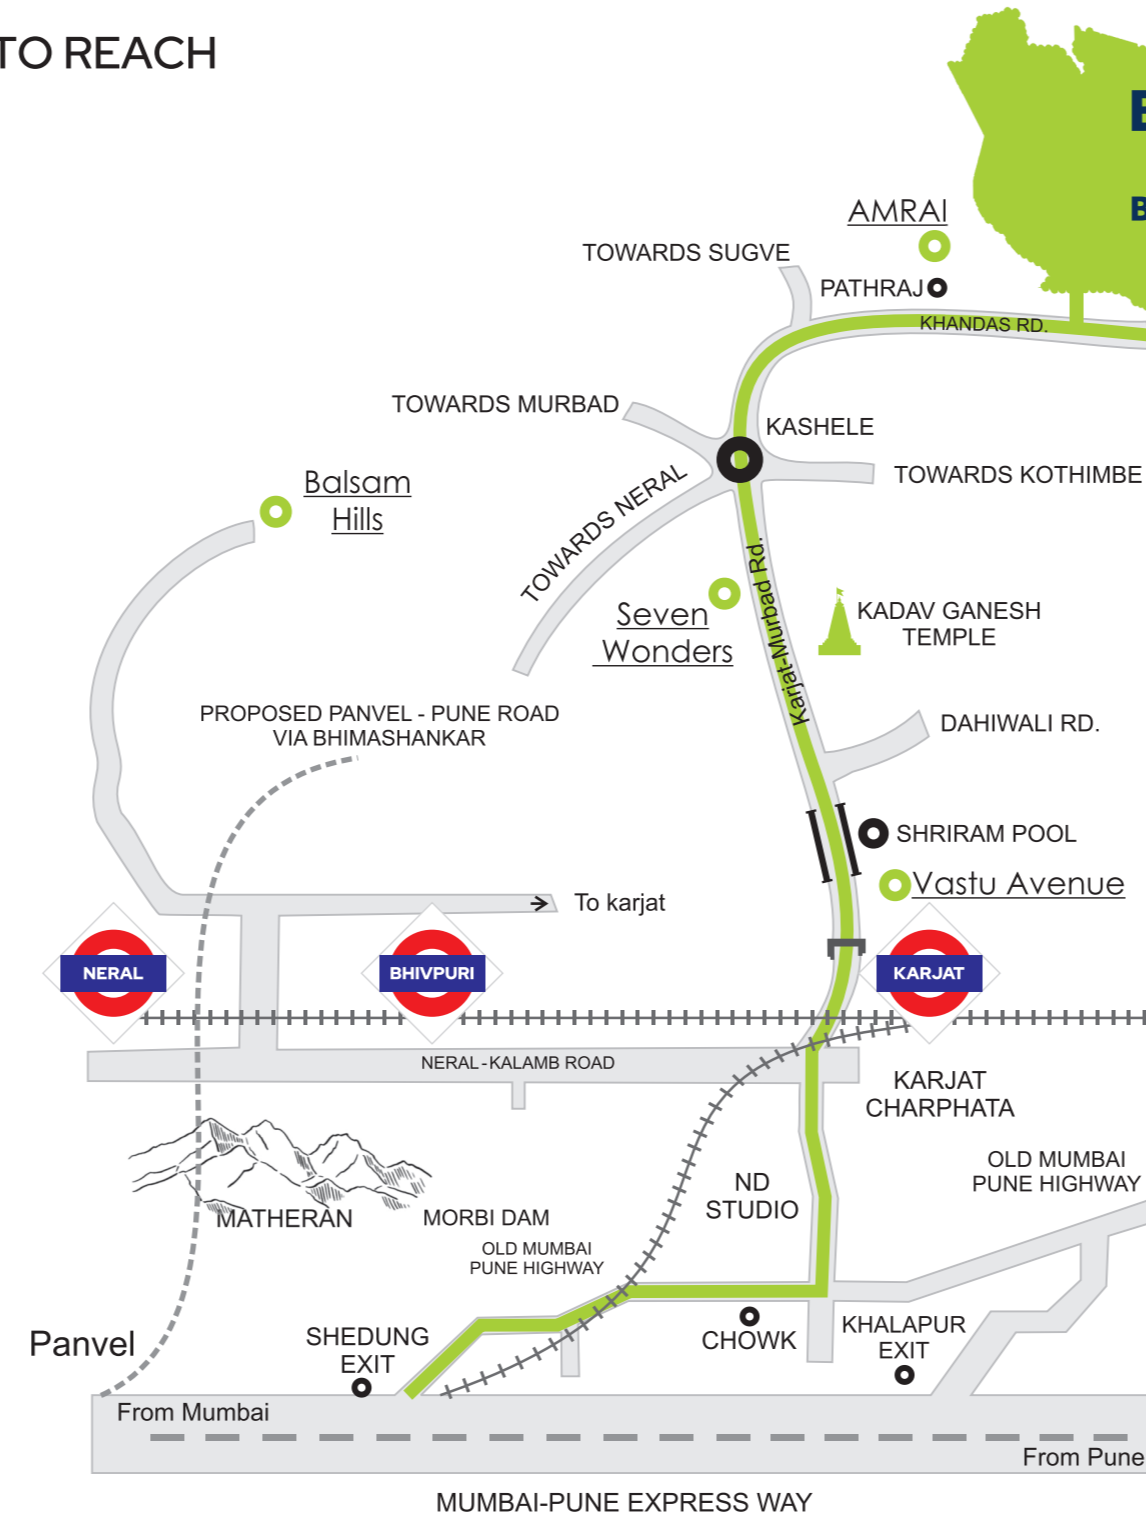 TO REACH
AMRAI
TOWARDS SUGVE
PATHRAJ
KHANDAS RD.
TOWARDS MURBAD
KASHELE
TOWARDS KOTHIMBE
TOWARDS NERAL
Balsam
Hills
Karjat-Murbad Rd.
Seven
Wonders
KADAV GANESH
TEMPLE
PROPOSED PANVEL - PUNE ROAD
VIA BHIMASHANKAR
DAHIWALI RD.
SHRIRAM POOL
Vastu Avenue
To karjat
NERAL
BHIVPURI
KARJAT
NERAL-KALAMB ROAD
KARJAT
CHARPHATA
OLD MUMBAI
PUNE HIGHWAY
ND
STUDIO
MATHERAN
MORBI DAM
OLD MUMBAI
PUNE HIGHWAY
Panvel
SHEDUNG
EXIT
CHOWK
KHALAPUR
EXIT
From Mumbai
From Pune
MUMBAI-PUNE EXPRESS WAY